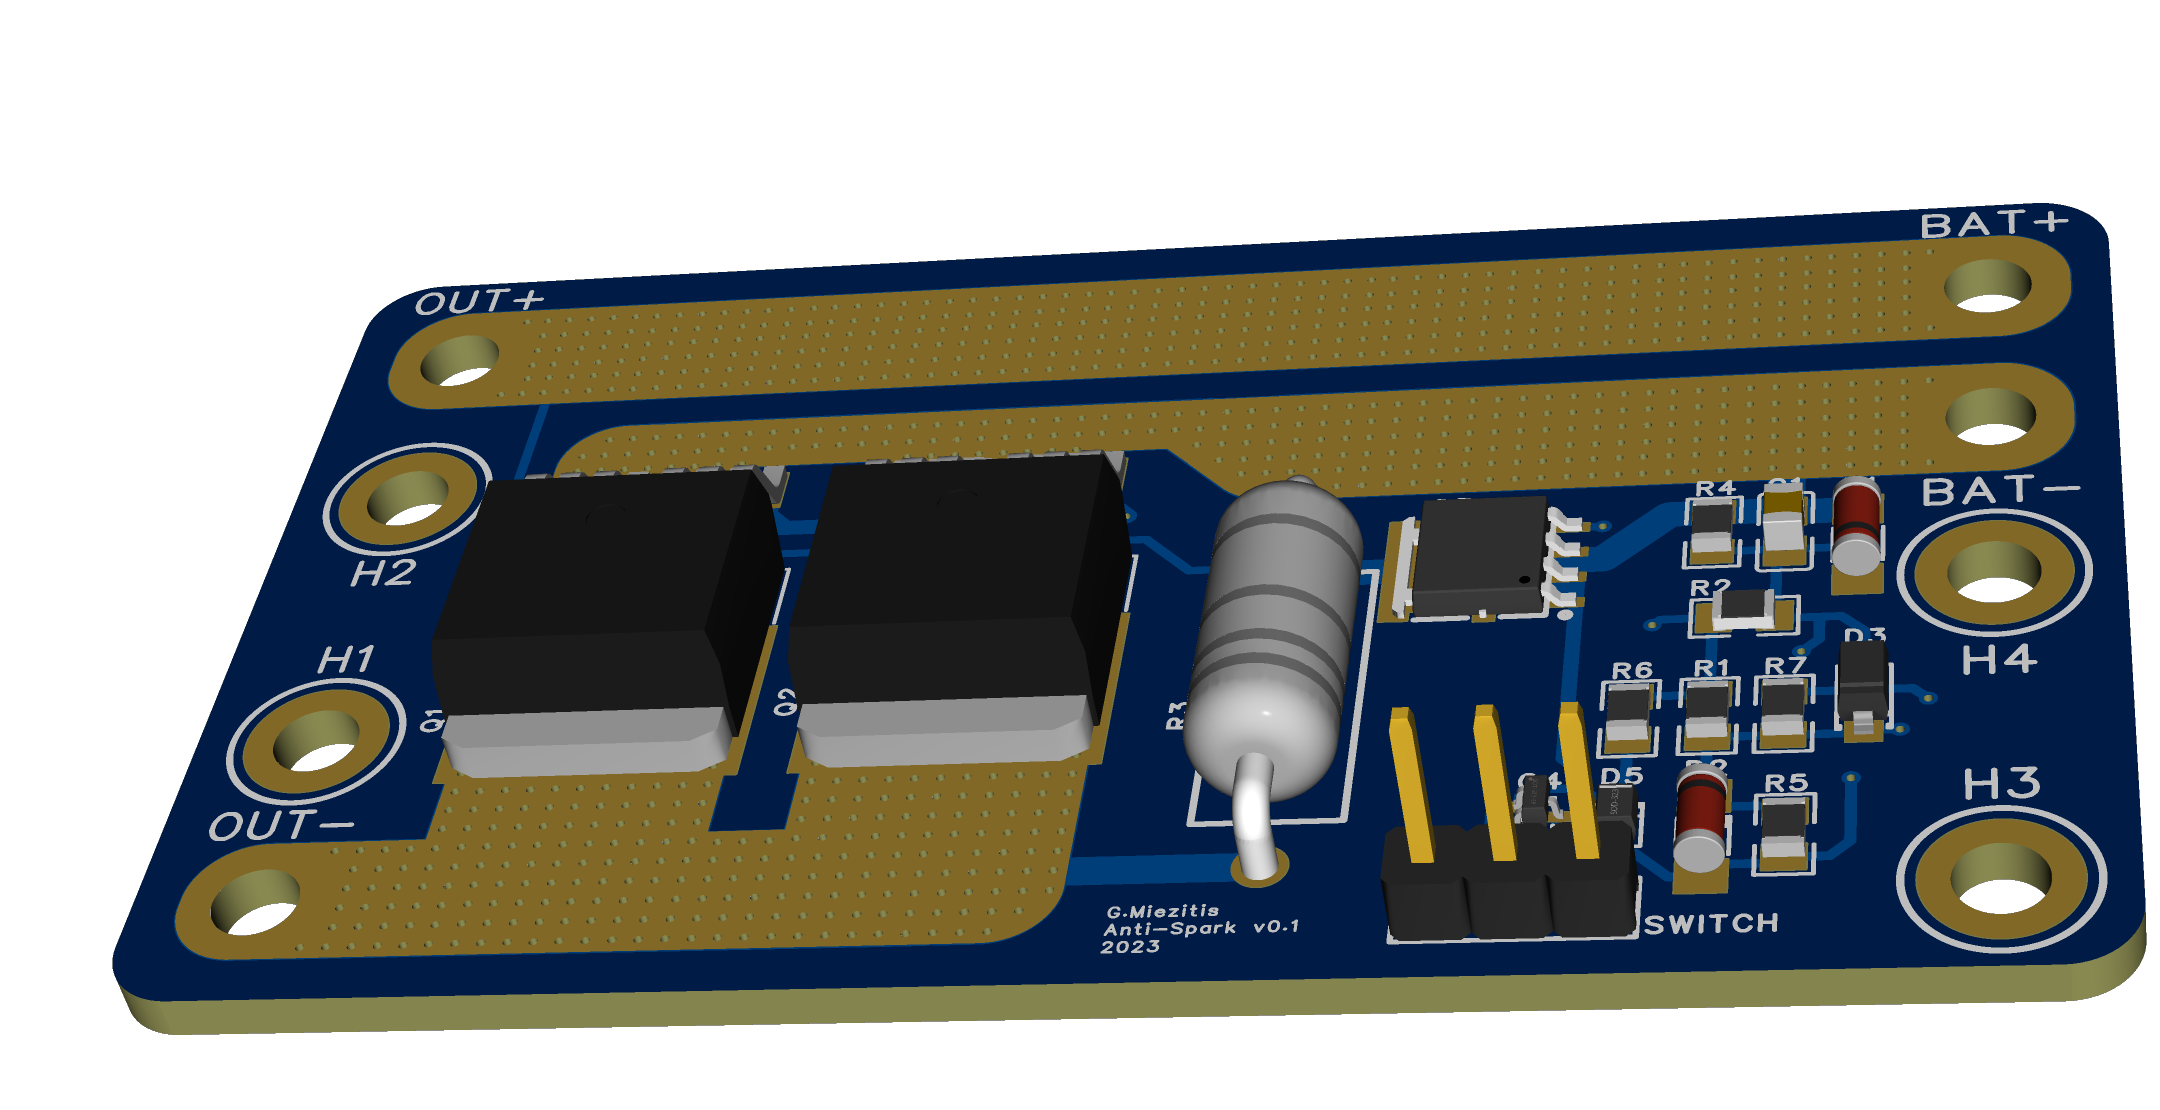 BAT+
OUT+
BAT-
R4
H2
R2
H4
D3
H1
R6
R1
R7
Q1
Q2
R3
D5
R5
H3
OUT-
G.Miezitis
Anti-Spark v0.1
2023
SWITCH